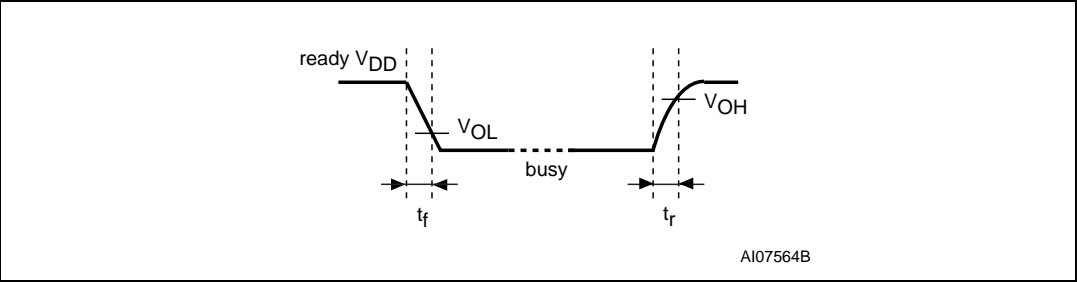 ready VDD
VOL
VOH
busy
tf
tr
AI07564B